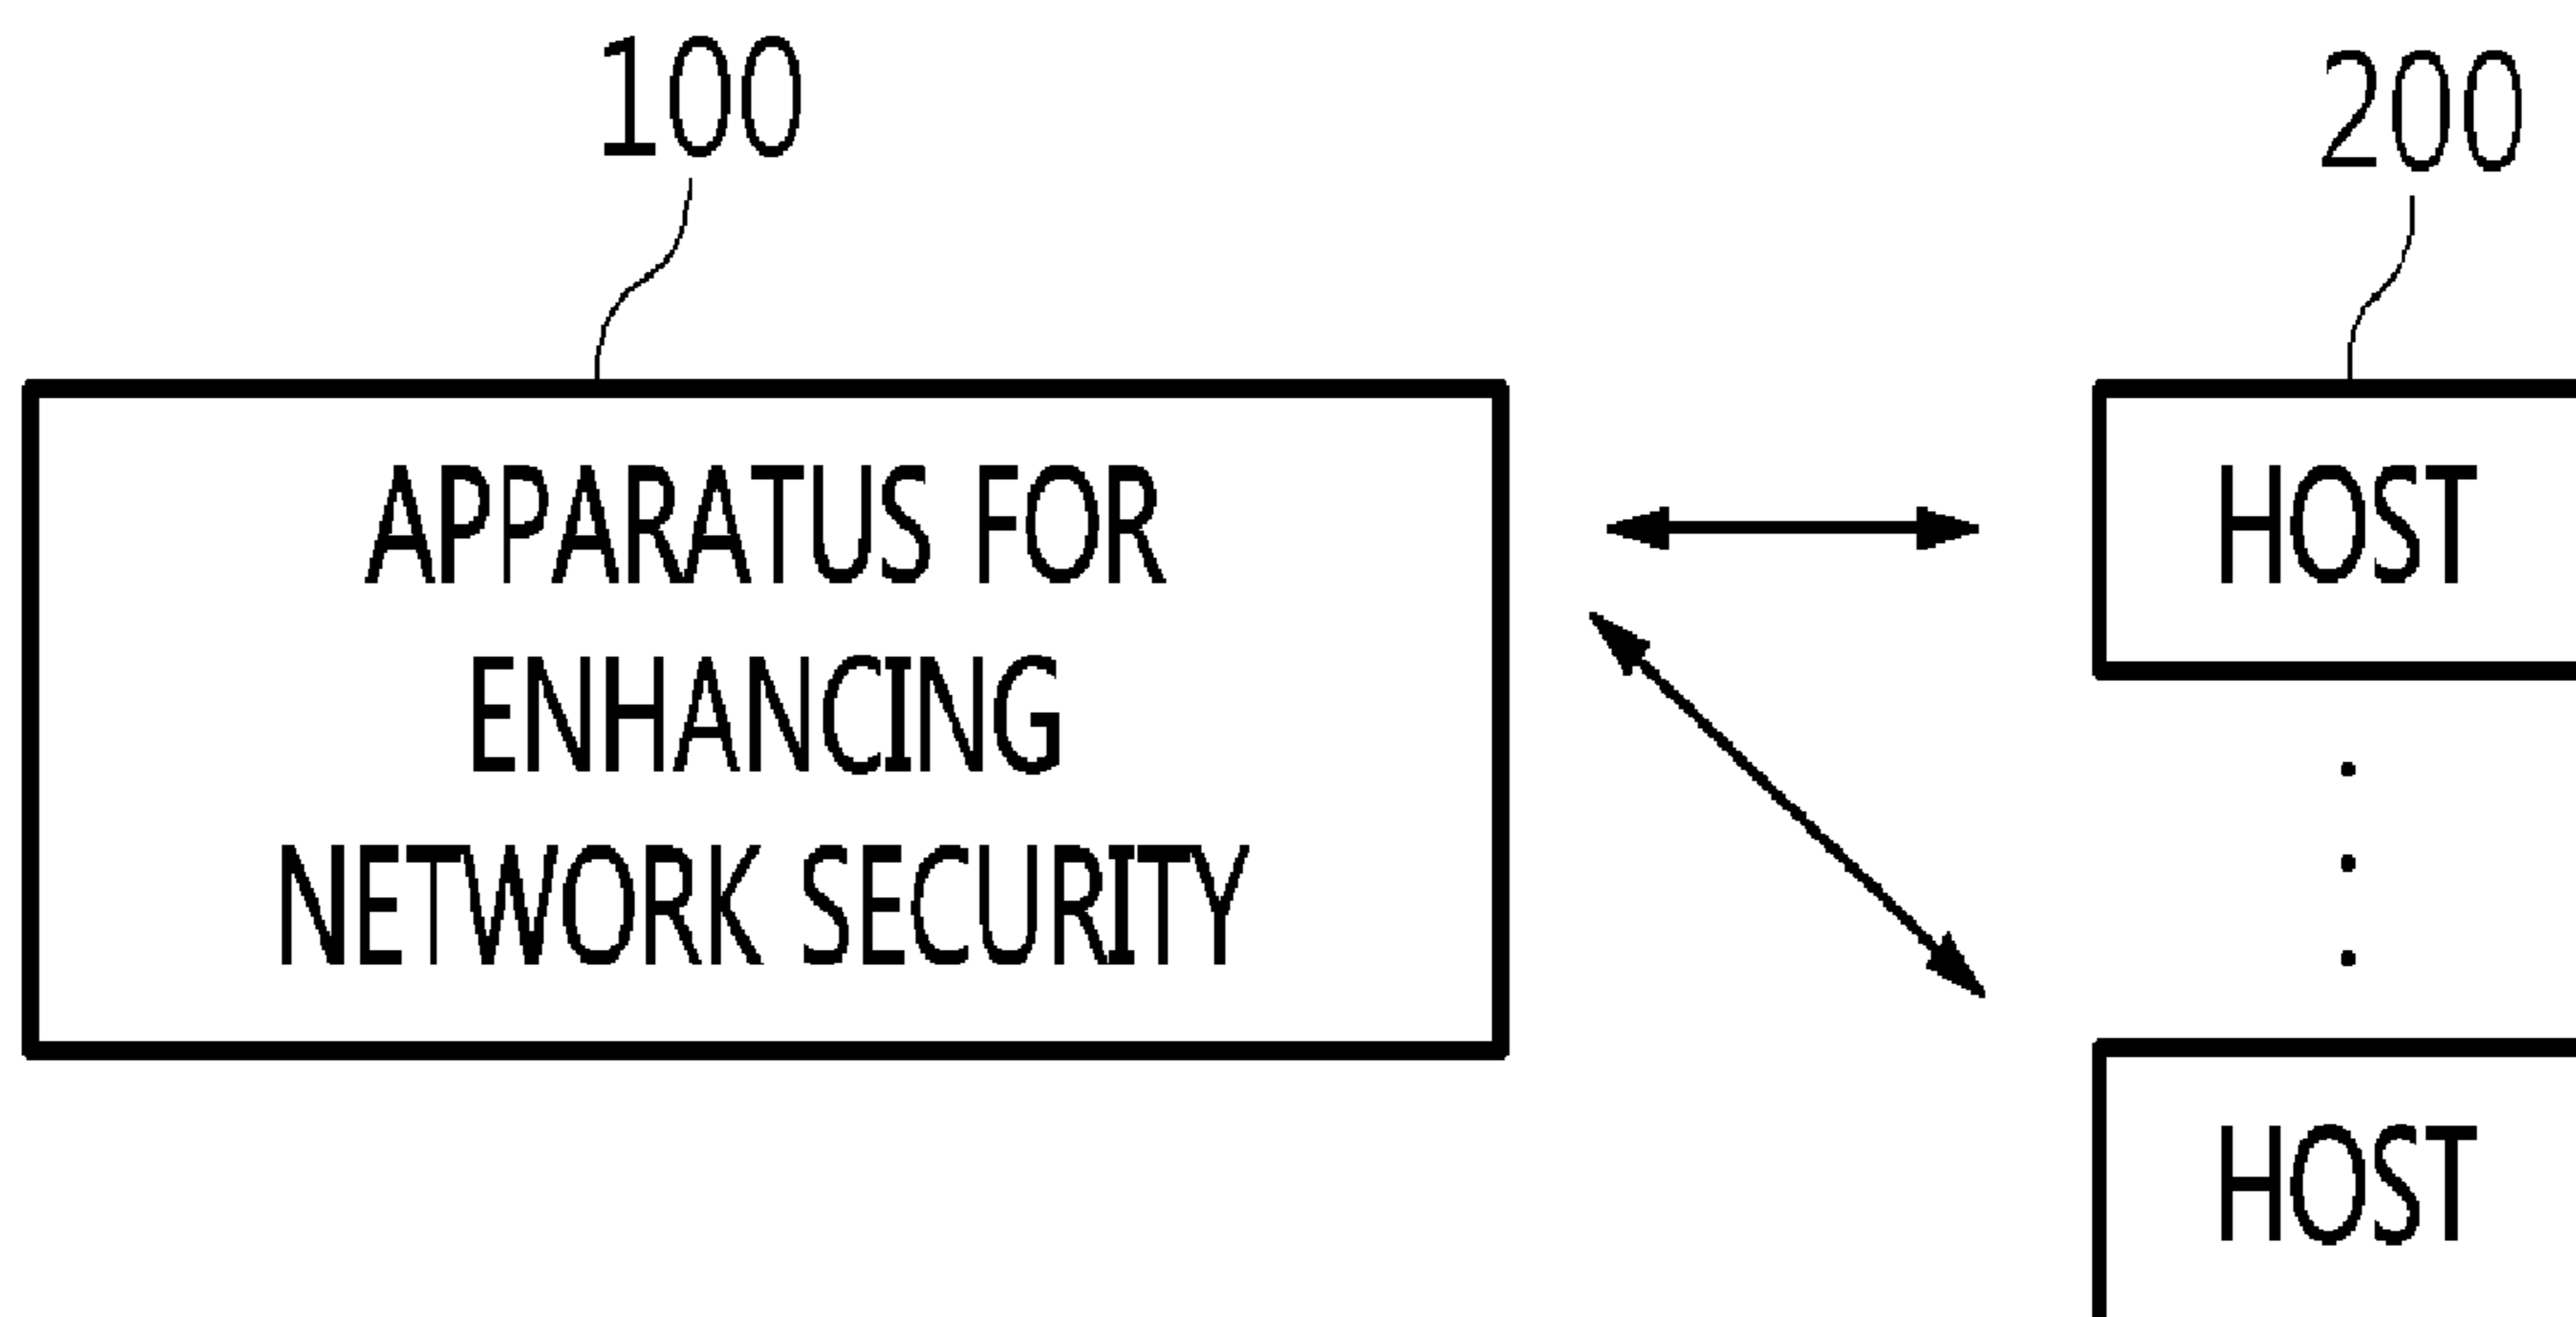 100
200
APPARATUS FOR
ENHANCING
NETWORK SECURITY
HOST
HOST